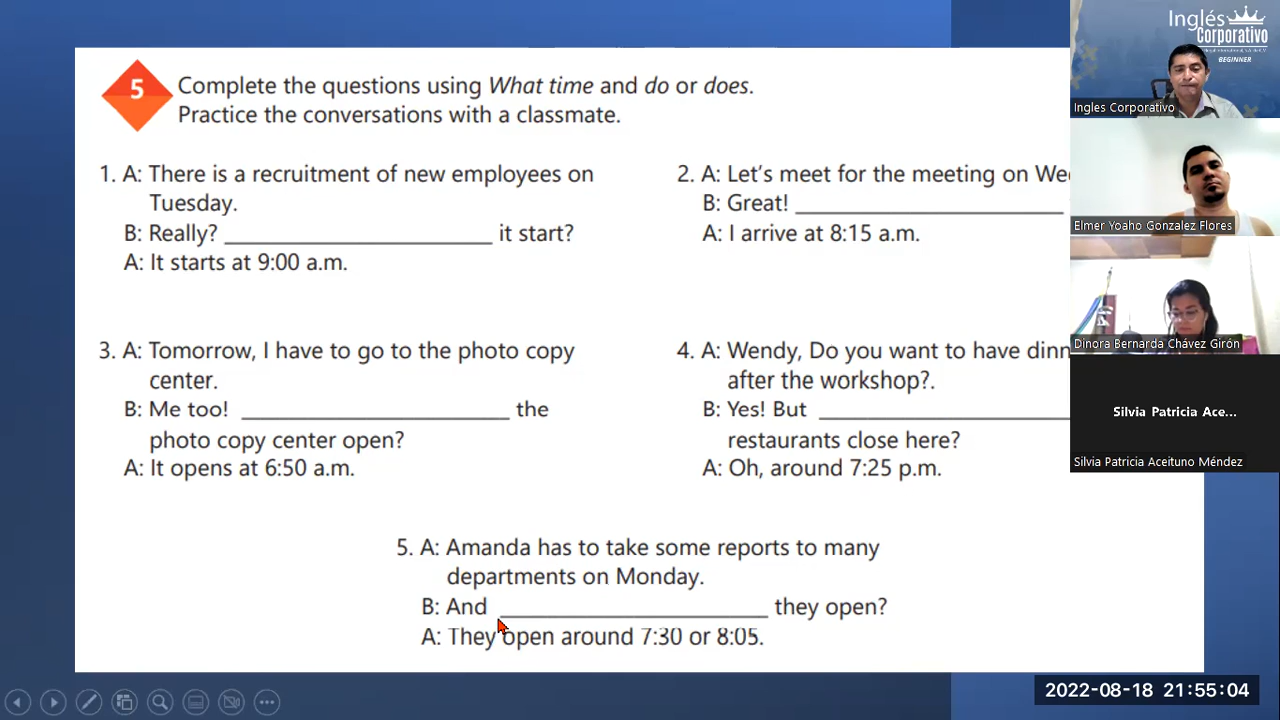 5
Complete the questions using What time and do or does.
Practice the conversations with a classmate.
1. A: There is a recruitment of new employees on
Tuesday.
B: Really? ______________________ it start?
A: It starts at 9:00 a.m.
2. A: Let's meet for the meeting on
B: Great! ______________________
A: I arrive at 8:15 a.m.
3. A: Tomorrow, I have to go to the photo copy
center.
B: Me too! ______________________ the
photo copy center open?
A: It opens at 6:50 a.m.
4. A: Wendy, Do you want to have
after the workshop?.
B: Yes! But ______________________
restaurants close here?
A: Oh, around 7:25 p.m.
5. A: Amanda has to take some reports to many
departments on Monday.
B: And ______________________ they open?
A: They open around 7:30 or 8:05.
Inglés
Corporativo
BEGINNER
Ingles Corporativo
Elmer Yoaho Gonzalez Flores
Dinora Bernarda Chávez Girón
Silvia Patricia Ace...
Silvia Patricia Aceituno Méndez
2022-08-18 21:55:04